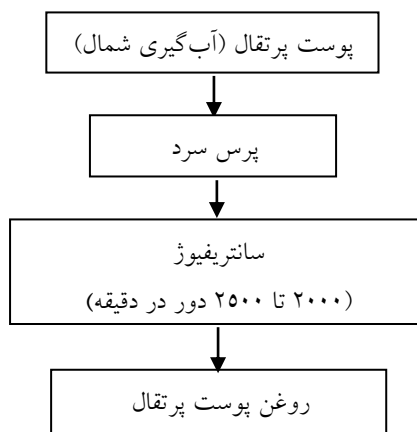 پوست پرتقال (آب‌گیری شمال)
پرس سرد
سانتریفیوژ
(۲۰۰۰ تا ۲۵۰۰ دور در دقیقه)
روغن پوست پرتقال